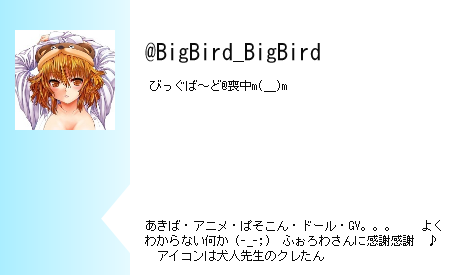 @BigBird_BigBird
びっぐば～ど@喪中m(__)m
あきば・アニメ・ぱそこん・ドール・GV。。。　　よく
わからない何か (-_-;)　ふぉろわさんに感謝感謝　♪
アイコンは犬人先生のクレたん